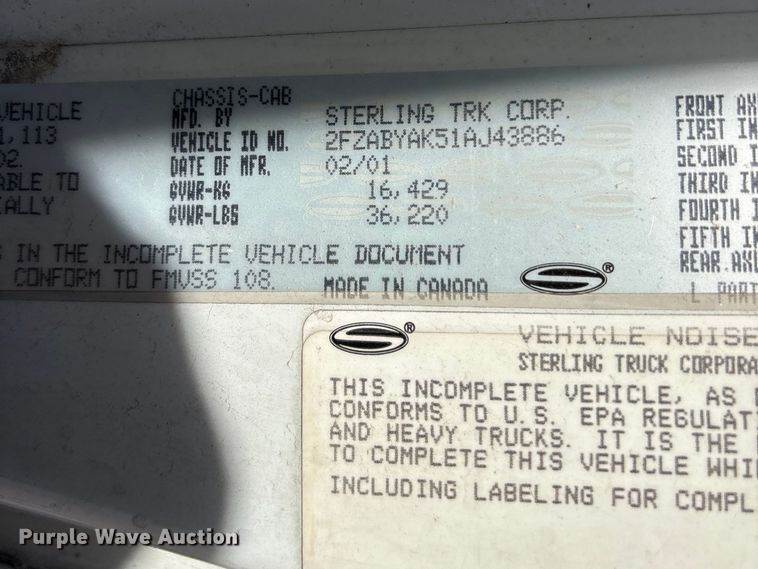 VEHICLE
1,113
02.
ABLE TO
IALLY
CHASSIS-CAB
MFD. BY STERLING TRK CORP.
VEHICLE ID NO. 2FZABYAK51AJ43886
DATE OF MFR. 02/01
GVWR-KG 16,429
GVWR-LBS 36,220
FRONT AX
FIRST IN
SECOND I
THIRD IN
FOURTH I
FIFTH IN
REAR AXL
S IN THE INCOMPLETE VEHICLE DOCUMENT
CONFORM TO FMVSS 108.
MADE IN CANADA
L PART
VEHICLE NOISE
STERLING TRUCK CORPORA
THIS INCOMPLETE VEHICLE, AS
CONFORMS TO U.S. EPA REGULAT
AND HEAVY TRUCKS. IT IS THE
TO COMPLETE THIS VEHICLE WHI
INCLUDING LABELING FOR COMPL
Purple Wave Auction